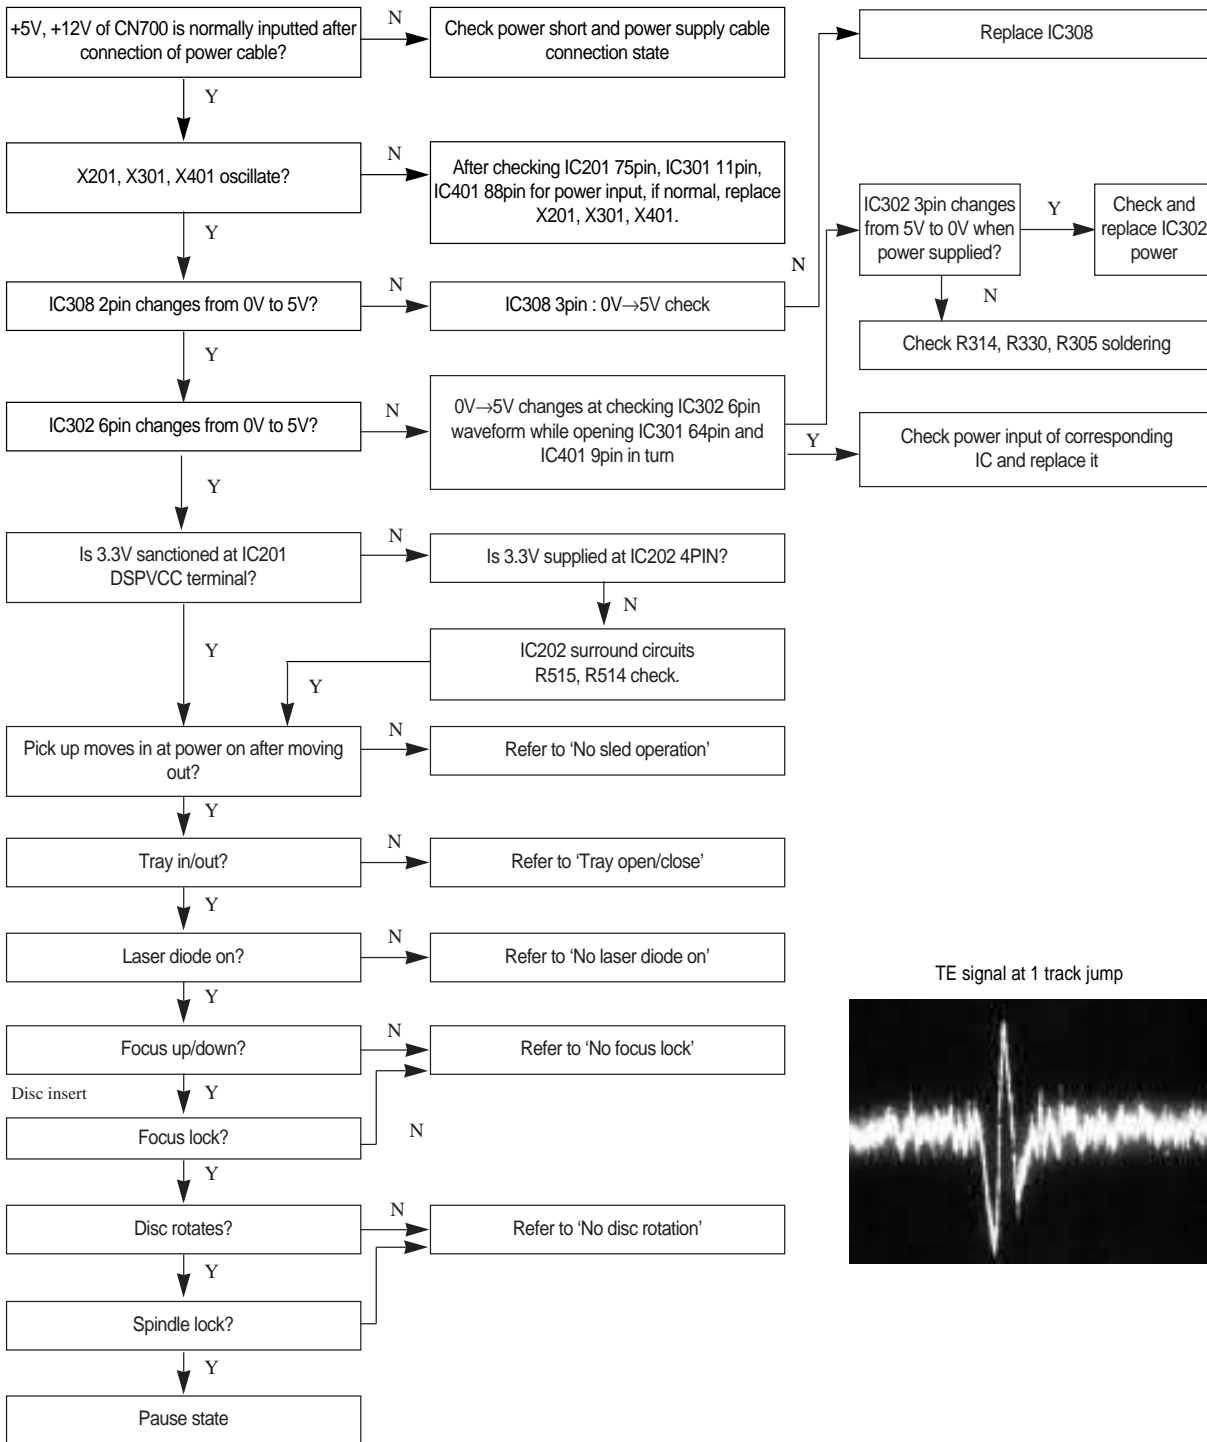 +5V, +12V of CN700 is normally inputted after
connection of power cable?
N
Check power short and power supply cable
connection state
Replace IC308
Y
X201, X301, X401 oscillate?
N
After checking IC201 75pin, IC301 11pin,
IC401 88pin for power input, if normal, replace
X201, X301, X401.
IC302 3pin changes
from 5V to 0V when
power supplied?
Y
Check and
replace IC302
power
Y
N
IC308 2pin changes from 0V to 5V?
N
IC308 3pin : 0V→5V check
N
Check R314, R330, R305 soldering
Y
IC302 6pin changes from 0V to 5V?
N
0V→5V changes at checking IC302 6pin
waveform while opening IC301 64pin and
IC401 9pin in turn
Y
Check power input of corresponding
IC and replace it
Y
Is 3.3V sanctioned at IC201
DSPVCC terminal?
N
Is 3.3V supplied at IC202 4PIN?
N
Y
IC202 surround circuits
R515, R514 check.
Y
Pick up moves in at power on after moving
out?
N
Refer to ‘No sled operation’
Y
Tray in/out?
N
Refer to ‘Tray open/close’
Y
Laser diode on?
N
Refer to ‘No laser diode on’
Y
TE signal at 1 track jump
Focus up/down?
N
Refer to ‘No focus lock’
Disc insert
Y
Focus lock?
N
Y
Disc rotates?
N
Refer to ‘No disc rotation’
Y
Spindle lock?
Y
Pause state